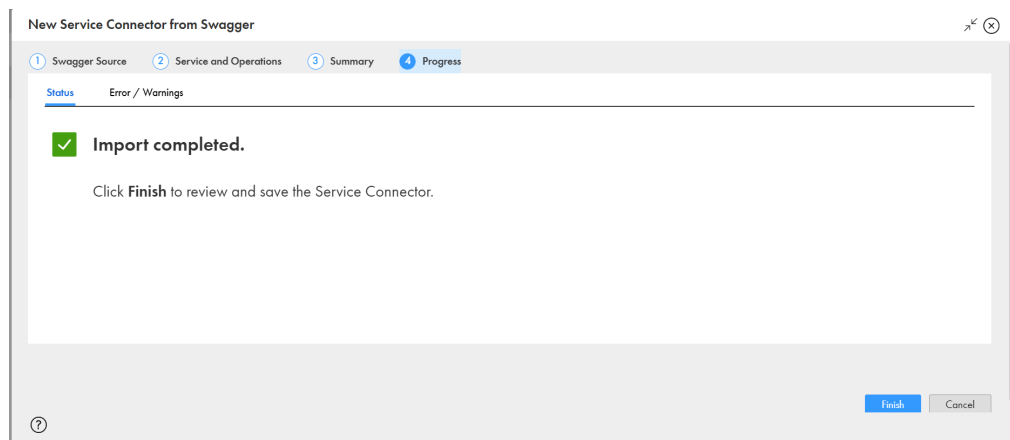 New Service Connector from Swagger
1 Swagger Source 2 Service and Operations 3 Summary 4 Progress
Status Error / Warnings
Import completed.
Click Finish to review and save the Service Connector.
Finish Cancel
?